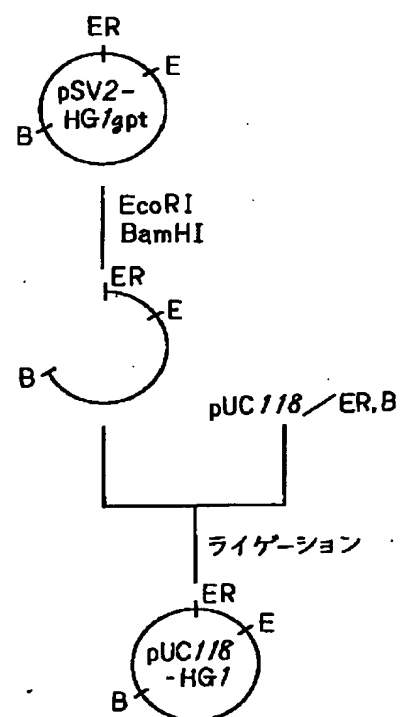 ER
E
pSV2-
HG1gpt
B
EcoRI
BamHI
ER
E
B
pUC118/ER,B
ライゲーション
ER
E
pUC118
-HG1
B